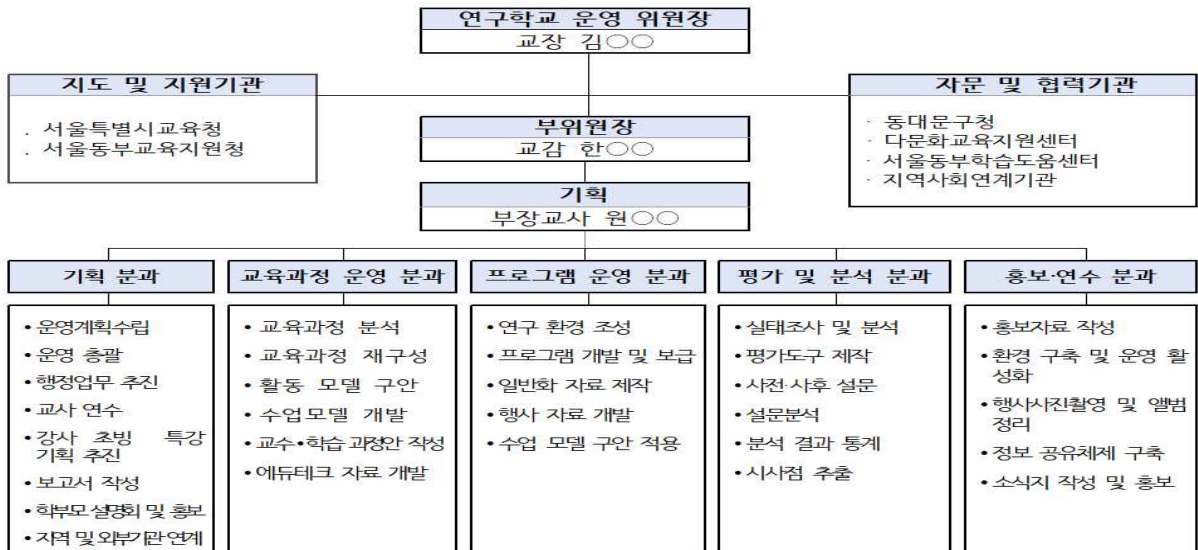 연구학교 운영 위원장
교장 김○○
지도 및 지원기관
. 서울특별시교육청
. 서울동부교육지원청
자문 및 협력기관
· 동대문구청
· 다문화교육지원센터
· 서울동부학습도움센터
· 지역사회연계기관
부위원장
교감 한○○
기획
부장교사 원○○
기획 분과
• 운영계획수립
• 운영 총괄
• 행정업무 추진
• 교사 연수
• 강사 초빙 특강
기획 추진
• 보고서 작성
• 학부모 설명회 및 홍보
• 지역 및 외부기관 연계
교육과정 운영 분과
• 교육과정 분석
• 교육과정 재구성
• 활동 모델 구안
• 수업모델 개발
• 교수•학습 과정안 작성
• 에듀테크 자료 개발
프로그램 운영 분과
• 연구 환경 조성
• 프로그램 개발 및 보급
• 일반화 자료 제작
• 행사 자료 개발
• 수업 모델 구안 적용
평가 및 분석 분과
• 실태조사 및 분석
• 평가도구 제작
• 사전·사후 설문
• 설문분석
• 분석 결과 통계
• 시사점 추출
홍보·연수 분과
• 홍보자료 작성
• 환경 구축 및 운영 활
성화
• 행사사진촬영 및 앨범
정리
• 정보 공유체제 구축
• 소식지 작성 및 홍보